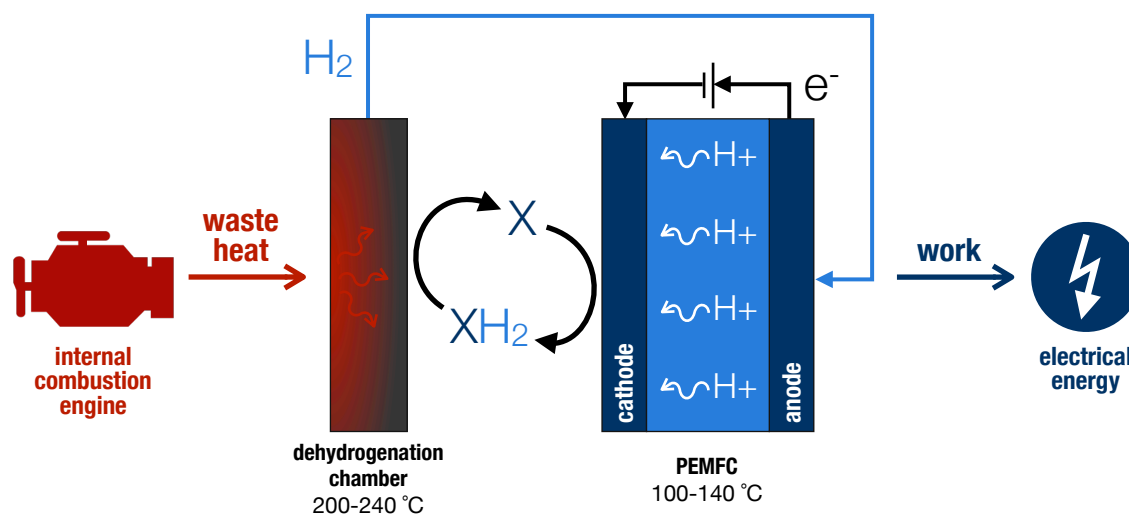 H₂
e⁻
H+
H+
H+
H+
waste
heat
X
XH₂
work
cathode
anode
internal
combustion
engine
electrical
energy
dehydrogenation
chamber
200-240 °C
PEMFC
100-140 °C